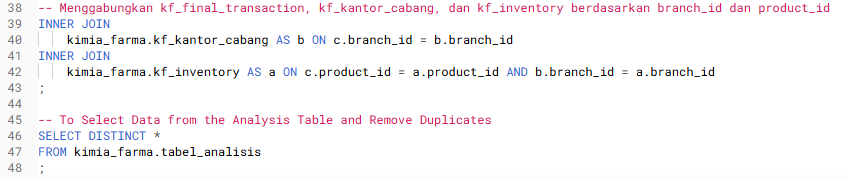 38 -- Menggabungkan kf_final_transaction, kf_kantor_cabang, dan kf_inventory berdasarkan branch_id dan product_id
39 INNER JOIN
40     kimia_farma.kf_kantor_cabang AS b ON c.branch_id = b.branch_id
41 INNER JOIN
42     kimia_farma.kf_inventory AS a ON c.product_id = a.product_id AND b.branch_id = a.branch_id
43 ;
44
45 -- To Select Data from the Analysis Table and Remove Duplicates
46 SELECT DISTINCT *
47 FROM kimia_farma.tabel_analisis
48 ;